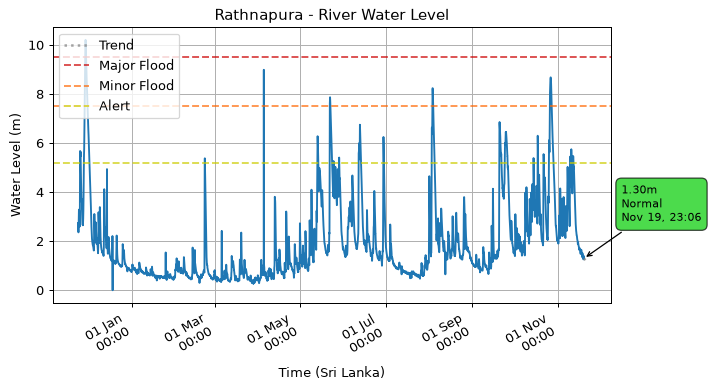 Rathnapura - River Water Level
Trend
Major Flood
Minor Flood
Alert
Water Level (m)
10
8
6
4
2
0
1.30m
Normal
Nov 19, 23:06
01 Jan
00:00
01 Mar
00:00
01 May
00:00
01 Jul
00:00
01 Sep
00:00
01 Nov
00:00
Time (Sri Lanka)